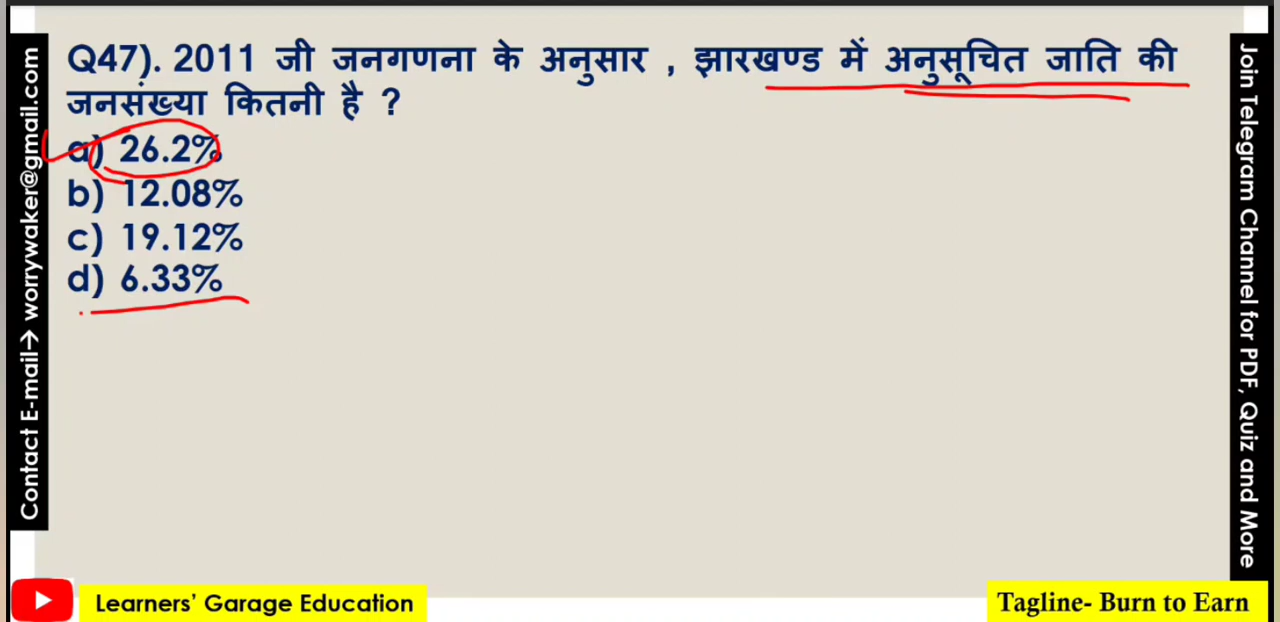 Q47). 2011 जी जनगणना के अनुसार , झारखण्ड में अनुसूचित जाति की
जनसंख्या कितनी है ?
a) 26.2%
b) 12.08%
c) 19.12%
d) 6.33%
Contact E-mail→ worrywaker@gmail.com
Join Telegram Channel for PDF, Quiz and More
Learners’ Garage Education
Tagline- Burn to Earn